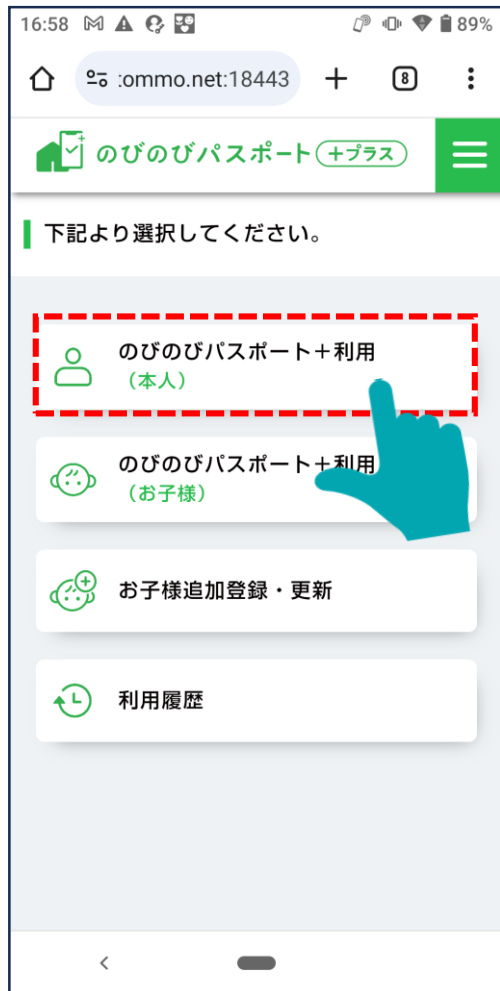 16:58 89%
:ommo.net:18443 8
のびのびパスポート +プラス
下記より選択してください。
のびのびパスポート＋利用
（本人）
のびのびパスポート＋利用
（お子様）
お子様追加登録・更新
利用履歴